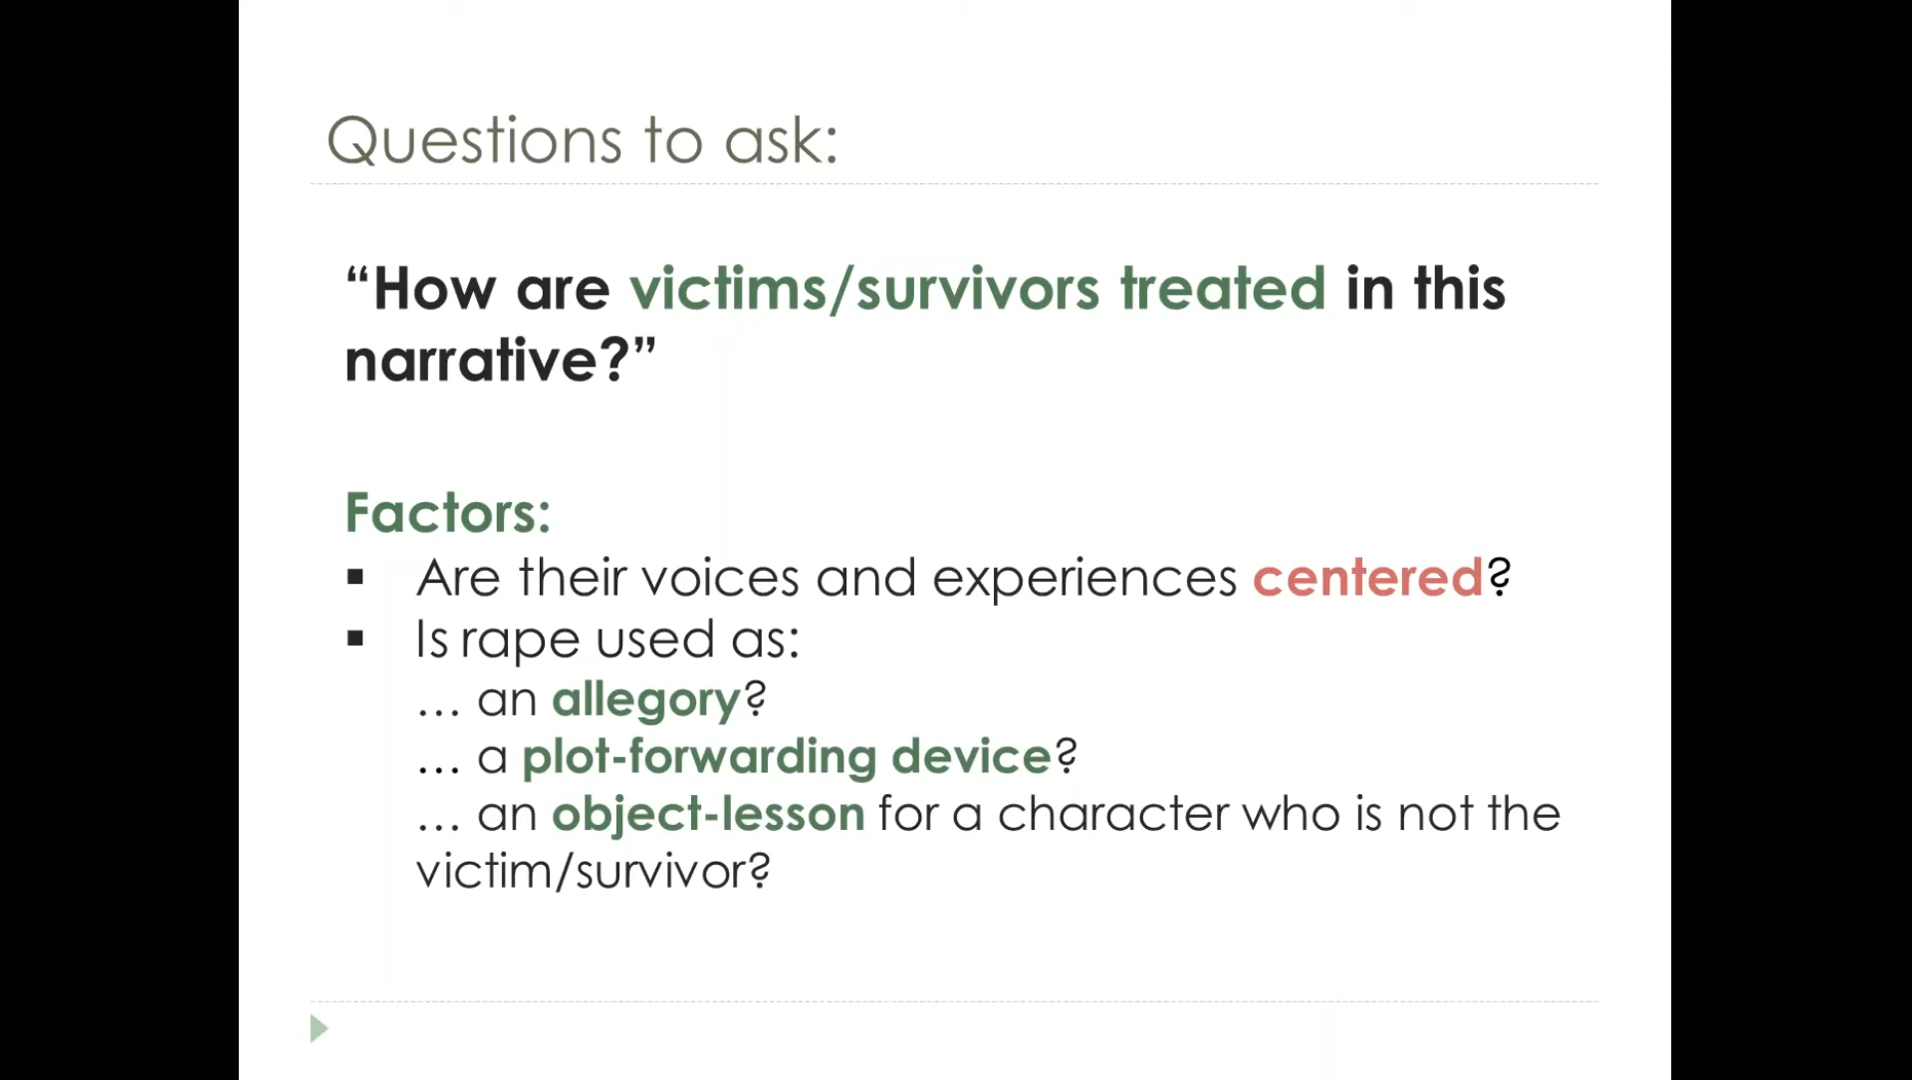 Questions to ask:
“How are victims/survivors treated in this
narrative?”
Factors:
▪ Are their voices and experiences centered?
▪ Is rape used as:
… an allegory?
… a plot-forwarding device?
… an object-lesson for a character who is not the
victim/survivor?